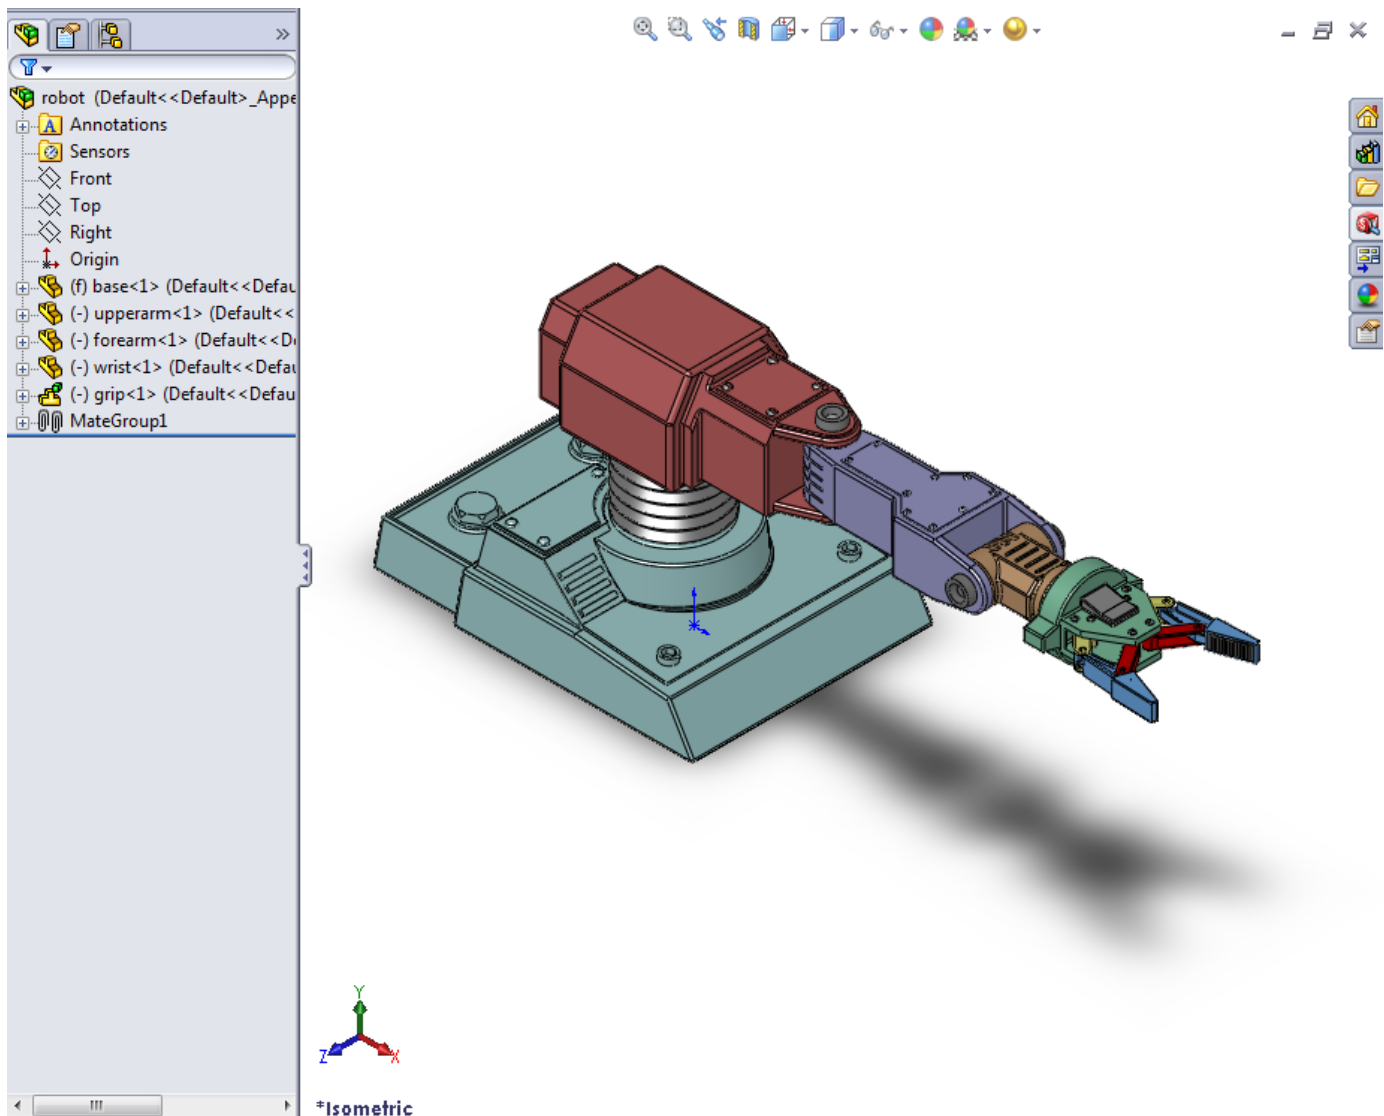 robot (Default<<Default>_Appe
Annotations
Sensors
Front
Top
Right
Origin
(f) base<1> (Default<<Defau
(-) upperarm<1> (Default<<
(-) forearm<1> (Default<<D
(-) wrist<1> (Default<<Defau
(-) grip<1> (Default<<Defau
MateGroup1
Y
Z
X
*Isometric